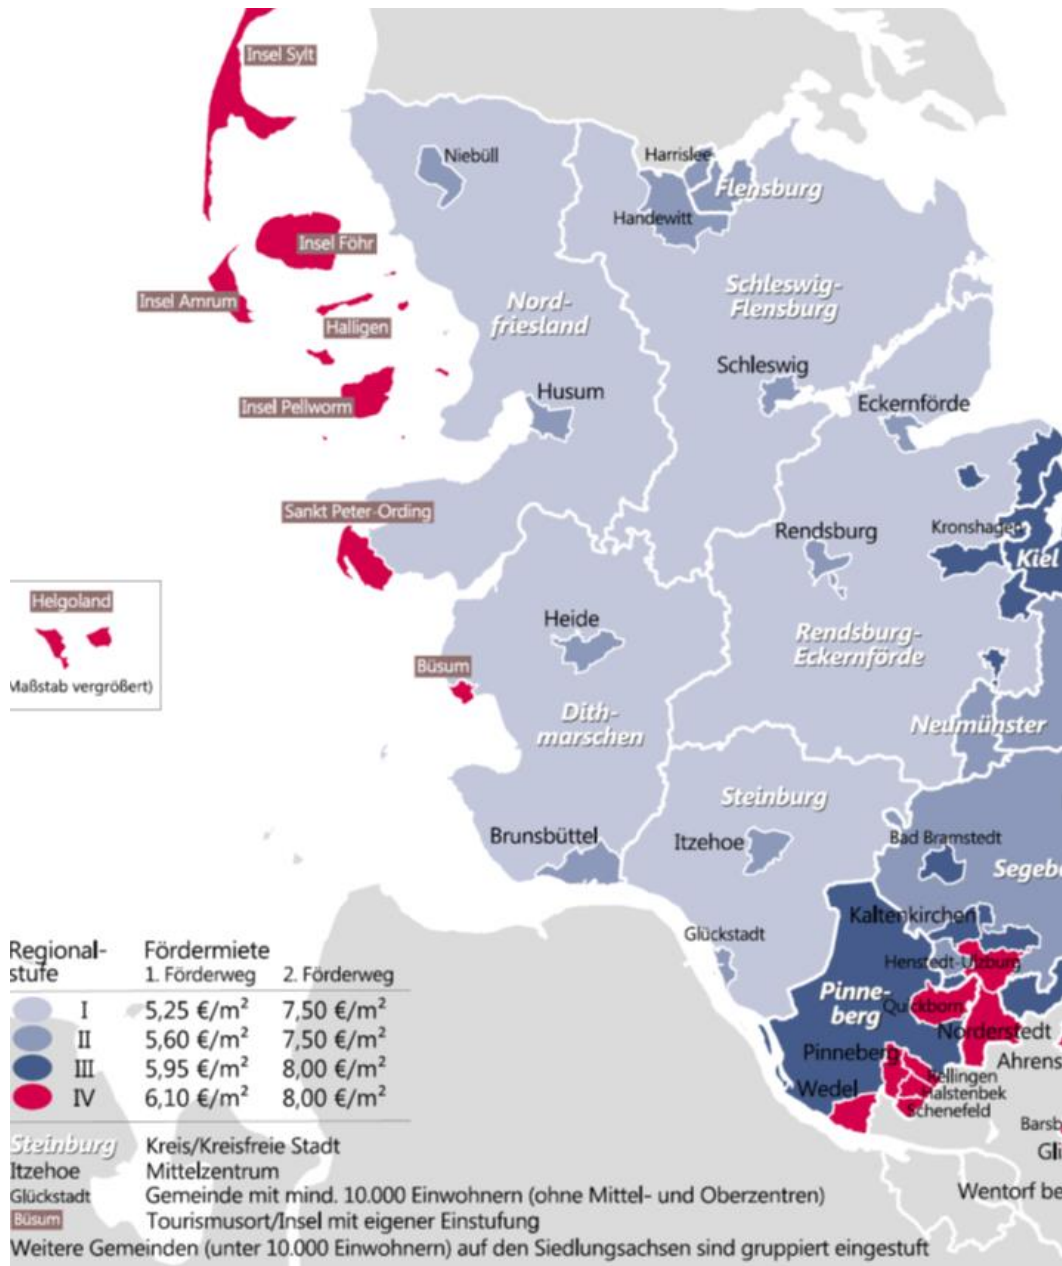 Insel Sylt
Niebüll
Harrislee
Flensburg
Handewitt
Insel Föhr
Insel Amrum
Halligen
Nord-
friesland
Schleswig-
Flensburg
Schleswig
Husum
Eckernförde
Insel Pellworm
Sankt Peter-Ording
Rendsburg
Kronshagen
Kiel
Helgoland
Maßstab vergrößert)
Heide
Rendsburg-
Eckernförde
Büsum
Dith-
marschen
Neumünster
Steinburg
Brunsbüttel
Itzehoe
Bad Bramstedt
Segebe
Kaltenkirchen
Glückstadt
Henstedt-Ulzburg
Pinne-
berg
Quickborn
Norderstedt
Pinneberg
Ahrens
Rellingen
Wedel
Halstenbek
Schenefeld
Barsb
Gli
Wentorf be
Regional-
stufe
Fördermiete
1. Förderweg 2. Förderweg
I 5,25 €/m² 7,50 €/m²
II 5,60 €/m² 7,50 €/m²
III 5,95 €/m² 8,00 €/m²
IV 6,10 €/m² 8,00 €/m²
Steinburg Kreis/Kreisfreie Stadt
Itzehoe Mittelzentrum
Glückstadt Gemeinde mit mind. 10.000 Einwohnern (ohne Mittel- und Oberzentren)
Büsum Tourismusort/Insel mit eigener Einstufung
Weitere Gemeinden (unter 10.000 Einwohnern) auf den Siedlungsachsen sind gruppiert eingestuft